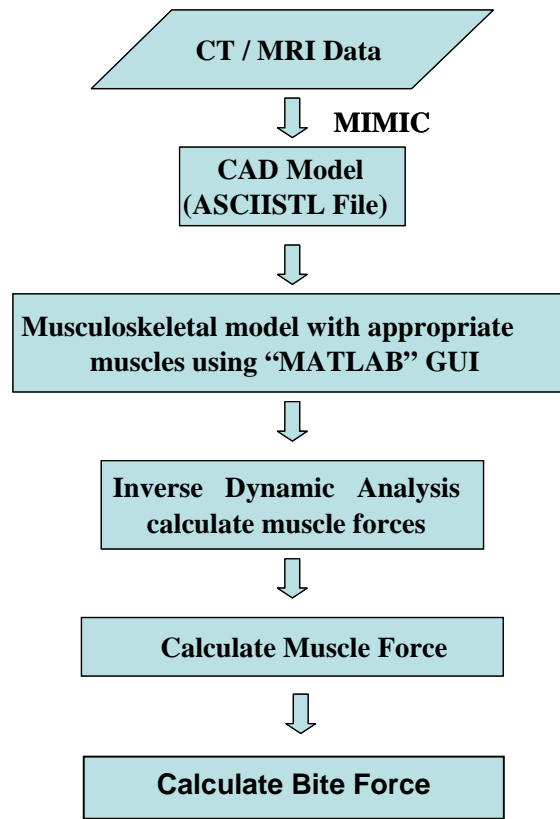 CT / MRI Data
MIMIC
CAD Model
(ASCIISTL File)
Musculoskeletal model with appropriate
muscles using “MATLAB” GUI
Inverse Dynamic Analysis
calculate muscle forces
Calculate Muscle Force
Calculate Bite Force